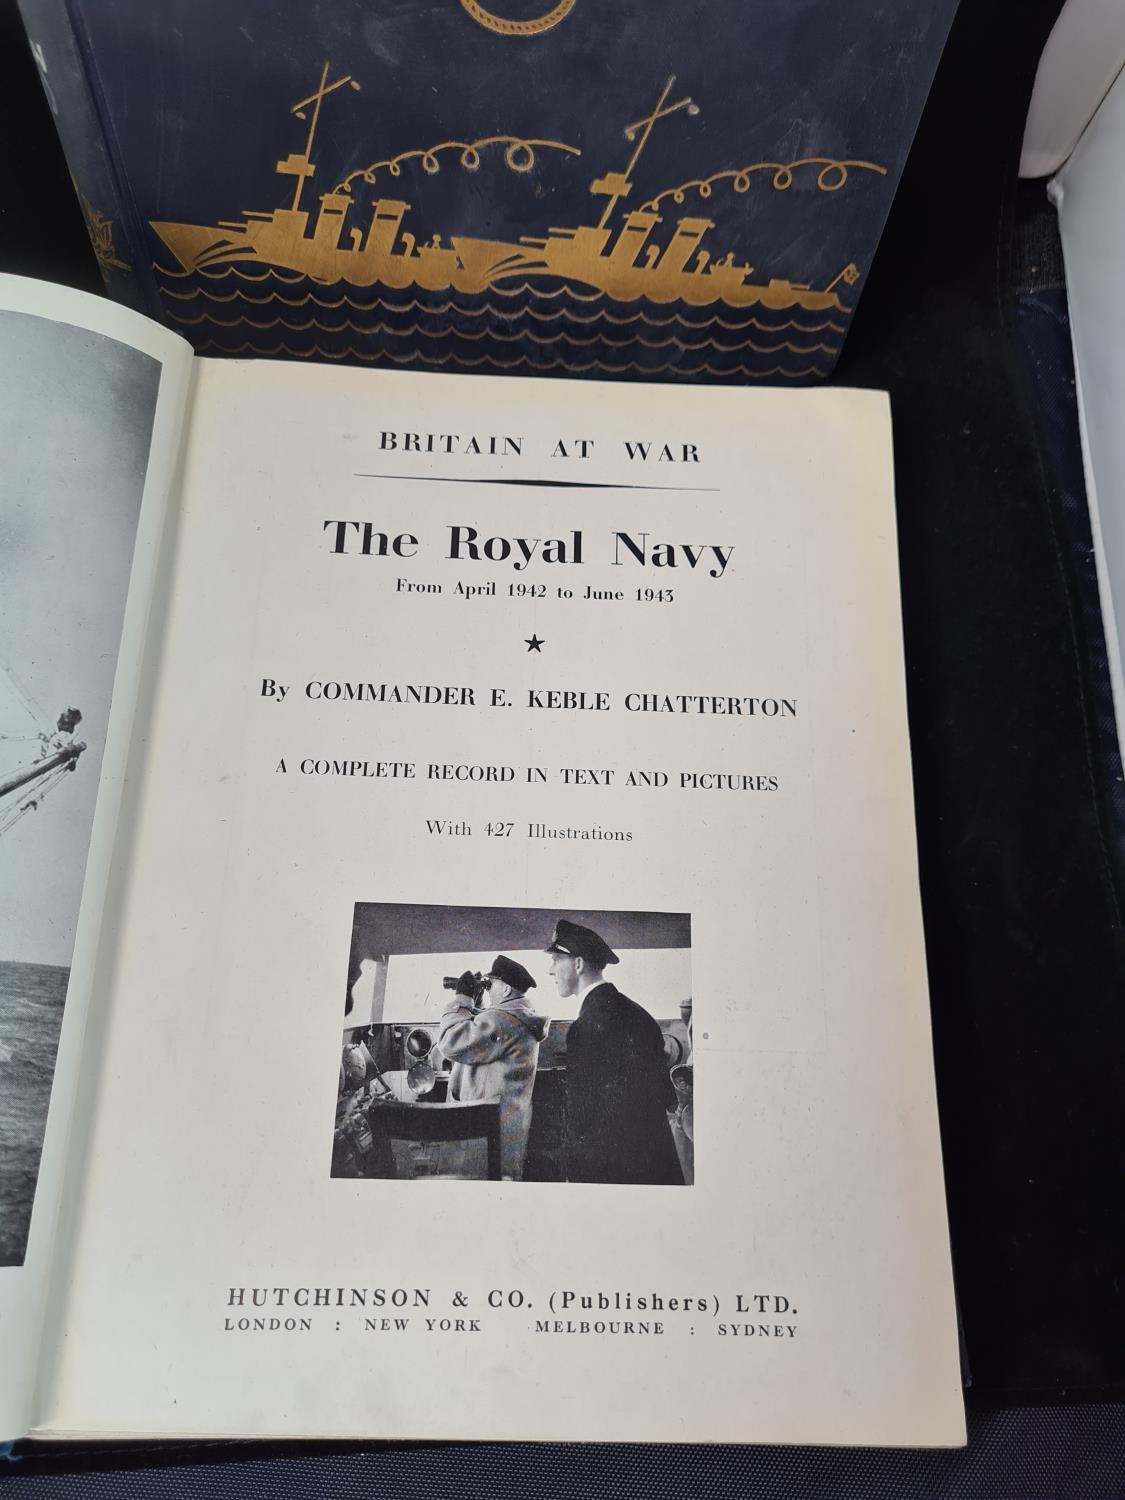 BRITAIN AT WAR
The Royal Navy
From April 1942 to June 1943
By COMMANDER E. KEBLE CHATTERTON
A COMPLETE RECORD IN TEXT AND PICTURES
With 427 Illustrations
HUTCHINSON & CO. (Publishers) LTD.
LONDON : NEW YORK MELBOURNE : SYDNEY